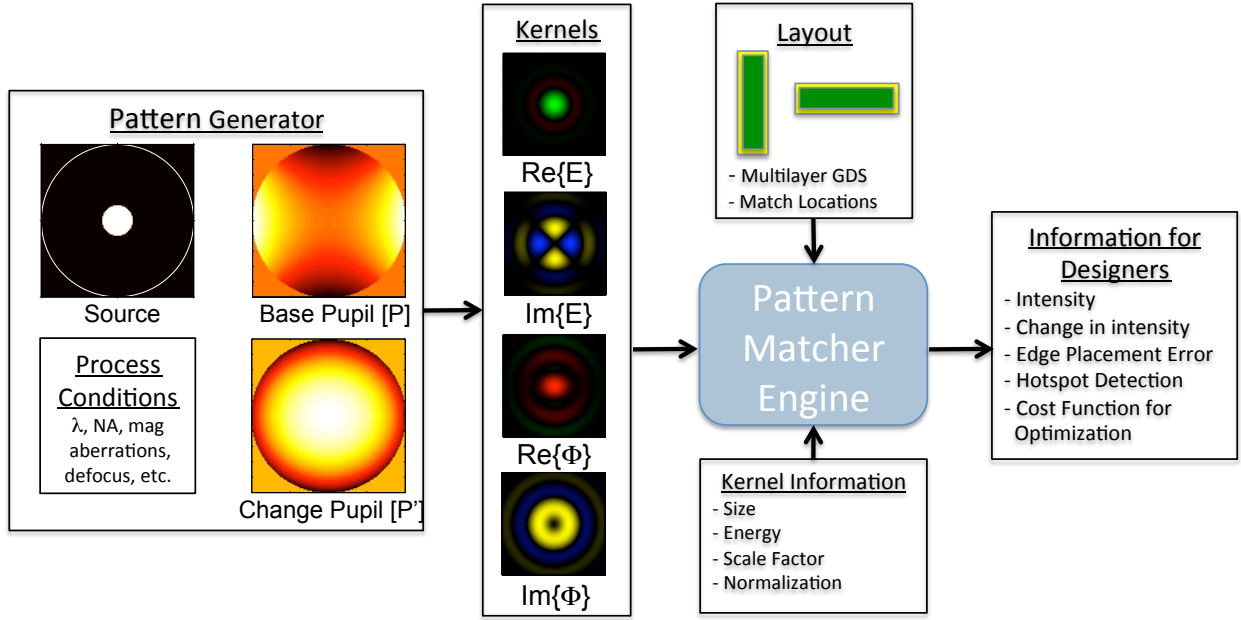 Pattern Generator
Source
Base Pupil [P]
Process
Conditions
λ, NA, mag
aberrations,
defocus, etc.
Change Pupil [P']
Kernels
Re{E}
Im{E}
Re{Φ}
Im{Φ}
Layout
- Multilayer GDS
- Match Locations
Pattern
Matcher
Engine
Kernel Information
- Size
- Energy
- Scale Factor
- Normalization
Information for
Designers
- Intensity
- Change in intensity
- Edge Placement Error
- Hotspot Detection
- Cost Function for
Optimization